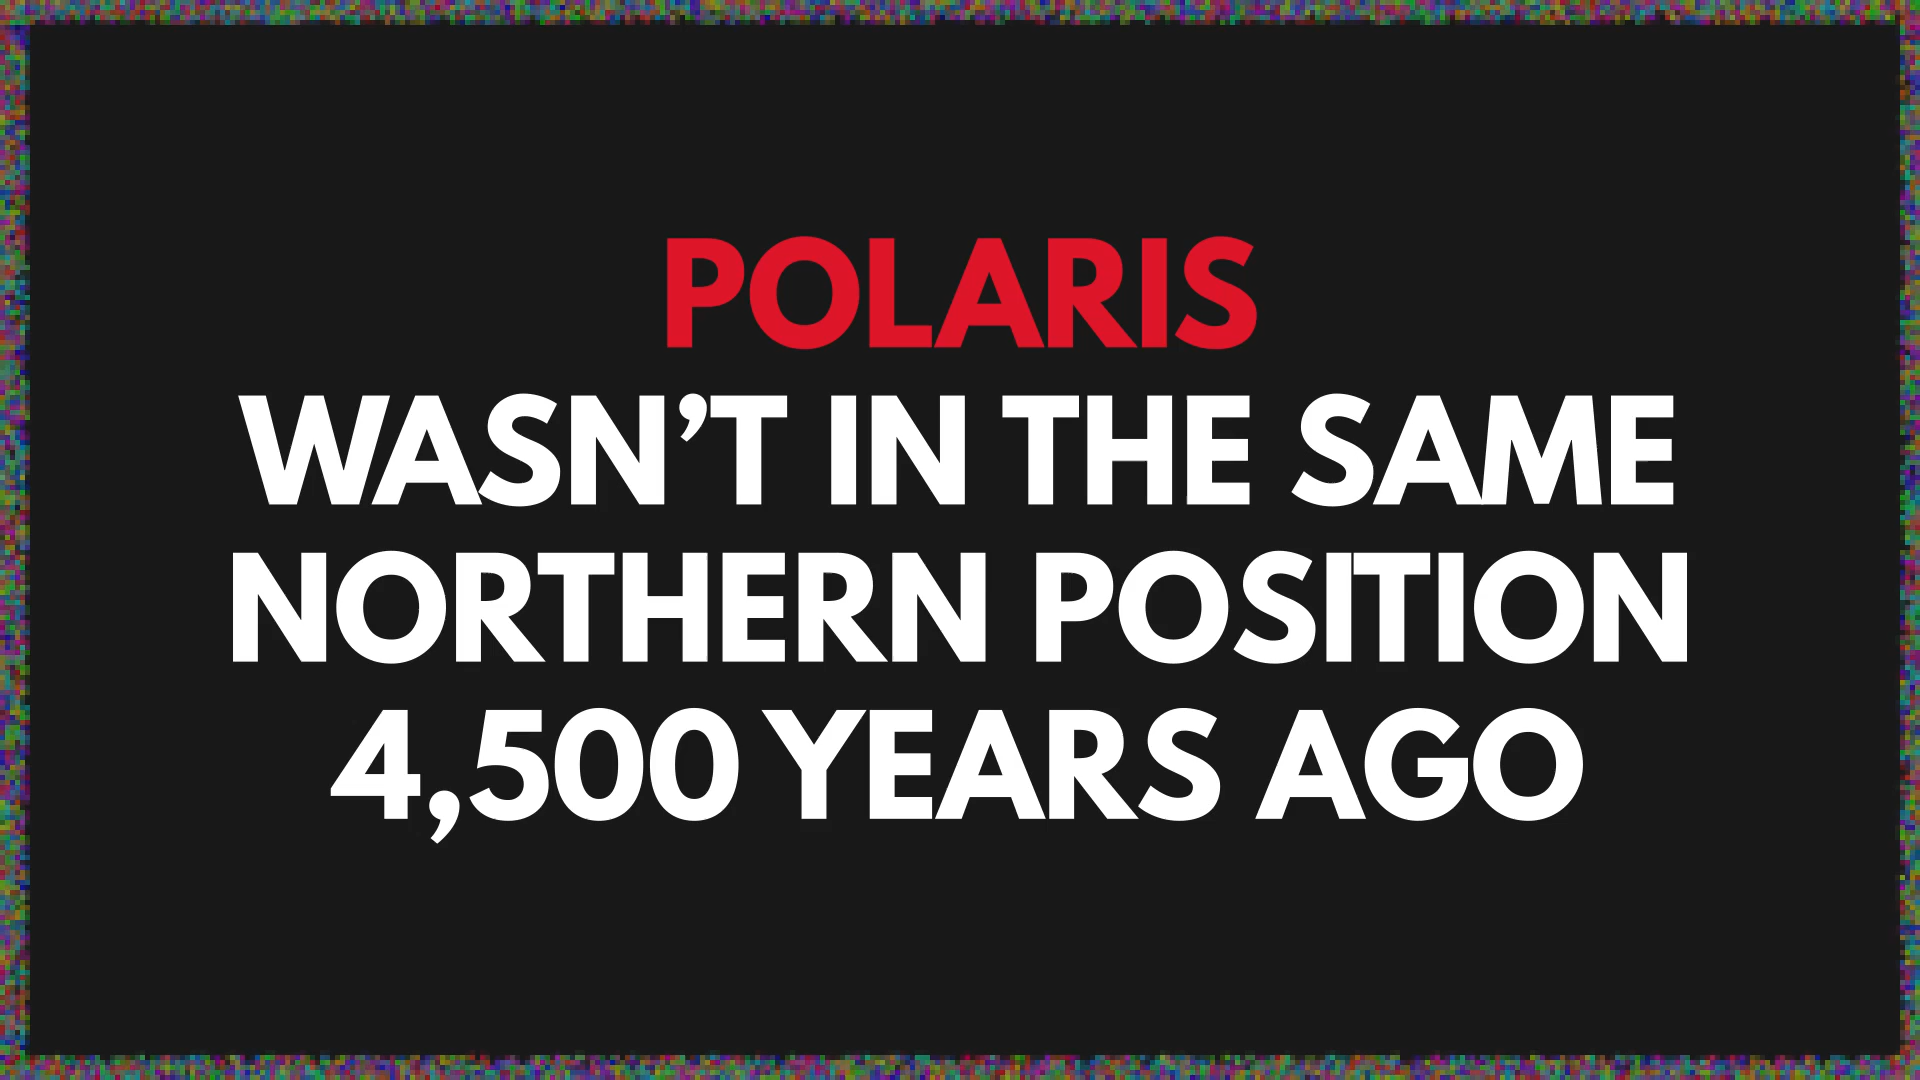 POLARIS
WASN’T IN THE SAME
NORTHERN POSITION
4,500 YEARS AGO